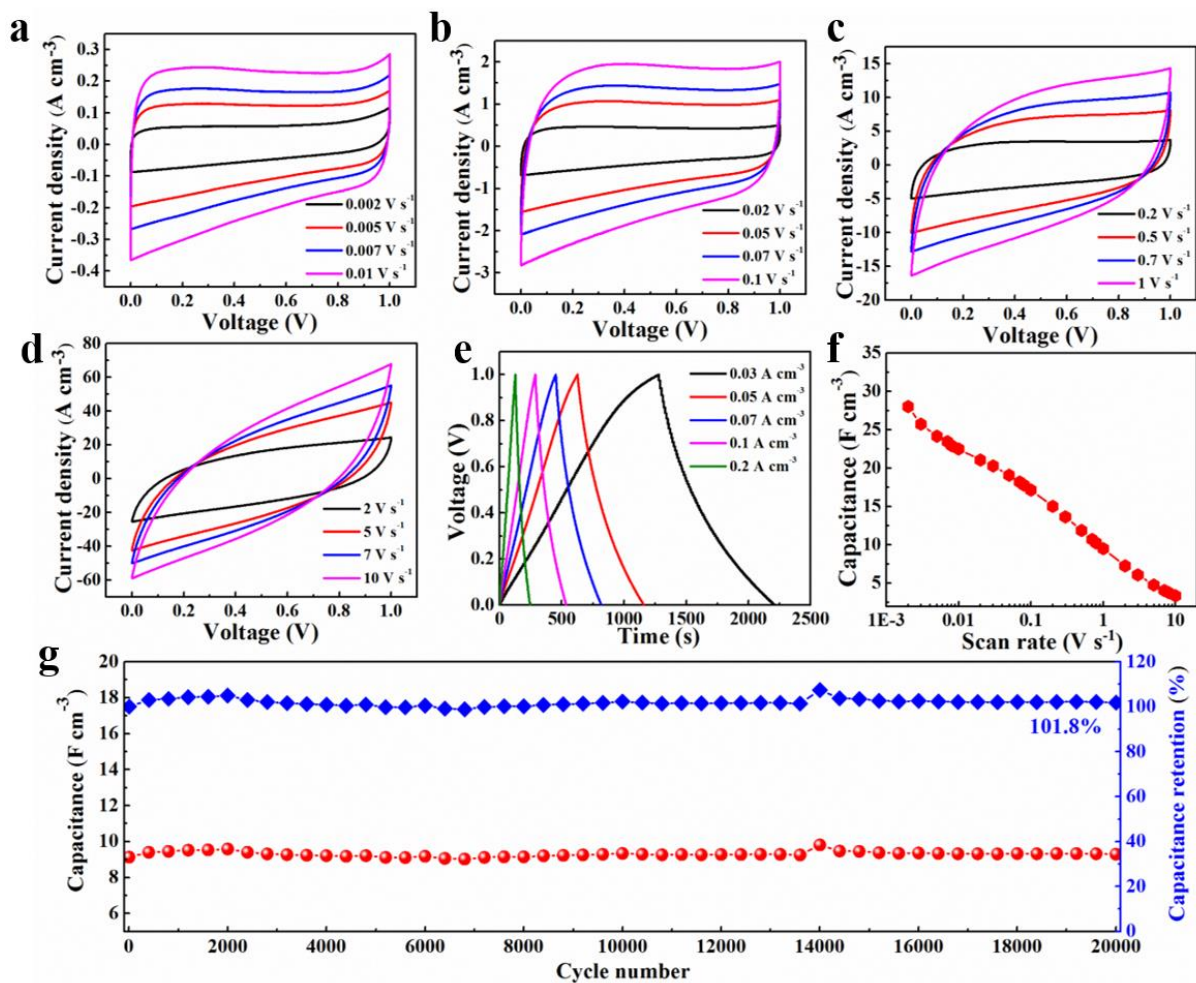 a
Current density (A cm⁻³)
0.3
0.2
0.1
0.0
-0.1
-0.2
-0.3
-0.4
0.002 V s⁻¹
0.005 V s⁻¹
0.007 V s⁻¹
0.01 V s⁻¹
0.0 0.2 0.4 0.6 0.8 1.0
Voltage (V)
b
Current density (A cm⁻³)
2
1
0
-1
-2
-3
0.02 V s⁻¹
0.05 V s⁻¹
0.07 V s⁻¹
0.1 V s⁻¹
0.0 0.2 0.4 0.6 0.8 1.0
Voltage (V)
c
Current density (A cm⁻³)
15
10
5
0
-5
-10
-15
-20
0.2 V s⁻¹
0.5 V s⁻¹
0.7 V s⁻¹
1 V s⁻¹
0.0 0.2 0.4 0.6 0.8 1.0
Voltage (V)
d
Current density (A cm⁻³)
80
60
40
20
0
-20
-40
-60
2 V s⁻¹
5 V s⁻¹
7 V s⁻¹
10 V s⁻¹
0.0 0.2 0.4 0.6 0.8 1.0
Voltage (V)
e
Voltage (V)
1.0
0.8
0.6
0.4
0.2
0.0
0.03 A cm⁻³
0.05 A cm⁻³
0.07 A cm⁻³
0.1 A cm⁻³
0.2 A cm⁻³
0 500 1000 1500 2000 2500
Time (s)
f
Capacitance (F cm⁻³)
35
30
25
20
15
10
5
1E-3 0.01 0.1 1 10
Scan rate (V s⁻¹)
g
Capacitance (F cm⁻³)
20
18
16
14
12
10
8
6
101.8%
Capacitance retention (%)
120
100
80
60
40
20
0
0 2000 4000 6000 8000 10000 12000 14000 16000 18000 20000
Cycle number